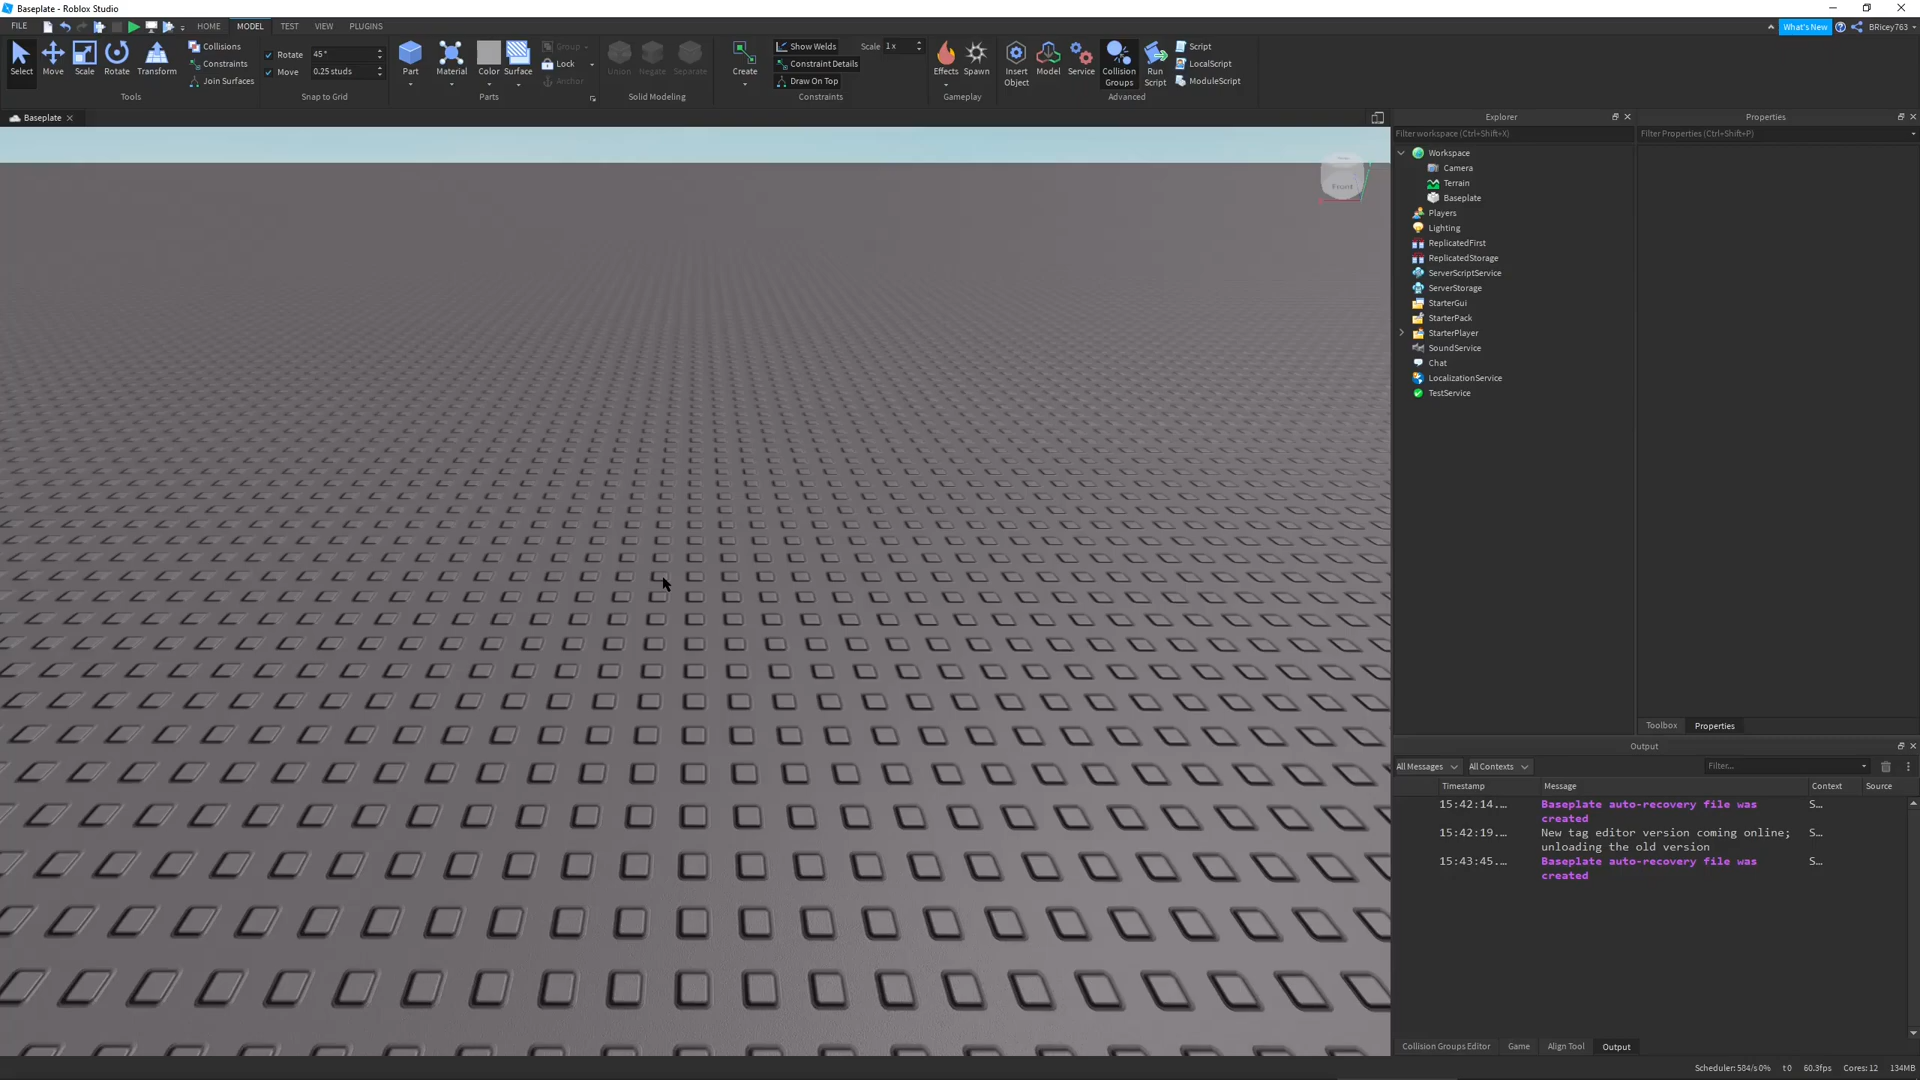 Baseplate - Roblox Studio
FILE HOME MODEL TEST VIEW PLUGINS
What's New BRicey763
Select Move Scale Rotate Transform
Collisions
Constraints
Join Surfaces
Tools
Rotate 45°
Move 0.25 studs
Snap to Grid
Part Material Color Surface
Group
Lock
Anchor
Parts
Union Negate Separate
Solid Modeling
Create
Show Welds
Constraint Details
Draw On Top
Scale 1x
Constraints
Effects Spawn
Gameplay
Insert Object
Model
Service
Collision Groups
Run Script
Script
LocalScript
ModuleScript
Advanced
Baseplate
Front
Explorer
Filter workspace (Ctrl+Shift+X)
Workspace
Camera
Terrain
Baseplate
Players
Lighting
ReplicatedFirst
ReplicatedStorage
ServerScriptService
ServerStorage
StarterGui
StarterPack
StarterPlayer
SoundService
Chat
LocalizationService
TestService
Properties
Filter Properties (Ctrl+Shift+P)
Toolbox Properties
Output
All Messages All Contexts Filter...
Timestamp Message Context Source
15:42:14.... Baseplate auto-recovery file was S...
created
15:42:19.... New tag editor version coming online; S...
unloading the old version
15:43:45.... Baseplate auto-recovery file was S...
created
Collision Groups Editor Game Align Tool Output
Scheduler: 584/s 0% t 0 60.3fps Cores: 12 134MB